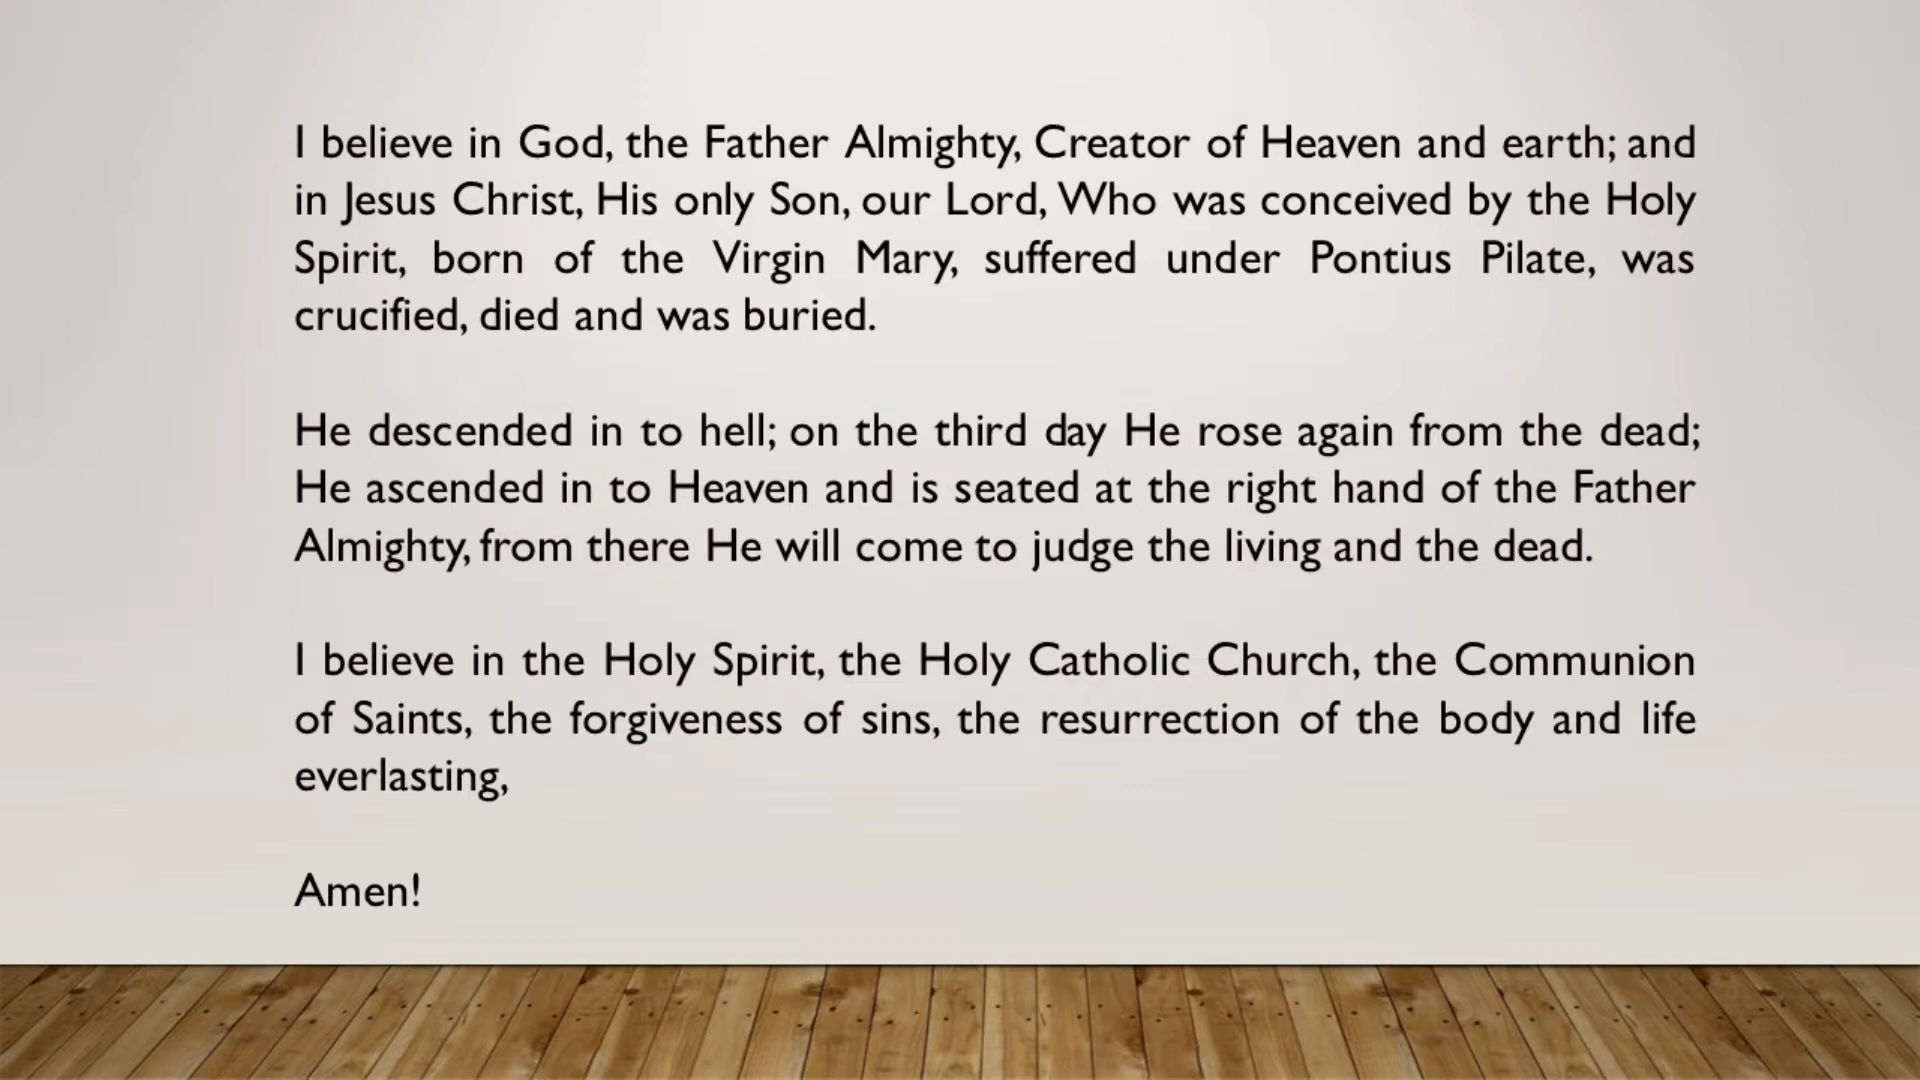 I believe in God, the Father Almighty, Creator of Heaven and earth; and
in Jesus Christ, His only Son, our Lord, Who was conceived by the Holy
Spirit, born of the Virgin Mary, suffered under Pontius Pilate, was
crucified, died and was buried.
He descended in to hell; on the third day He rose again from the dead;
He ascended in to Heaven and is seated at the right hand of the Father
Almighty, from there He will come to judge the living and the dead.
I believe in the Holy Spirit, the Holy Catholic Church, the Communion
of Saints, the forgiveness of sins, the resurrection of the body and life
everlasting,
Amen!